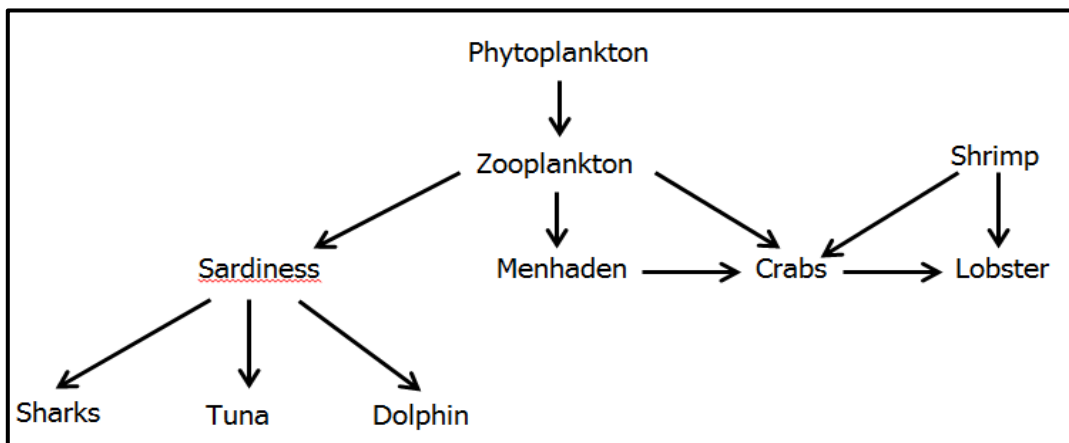 Phytoplankton
Shrimp
Zooplankton
Sardiness
Menhaden
Crabs
Lobster
Sharks
Tuna
Dolphin